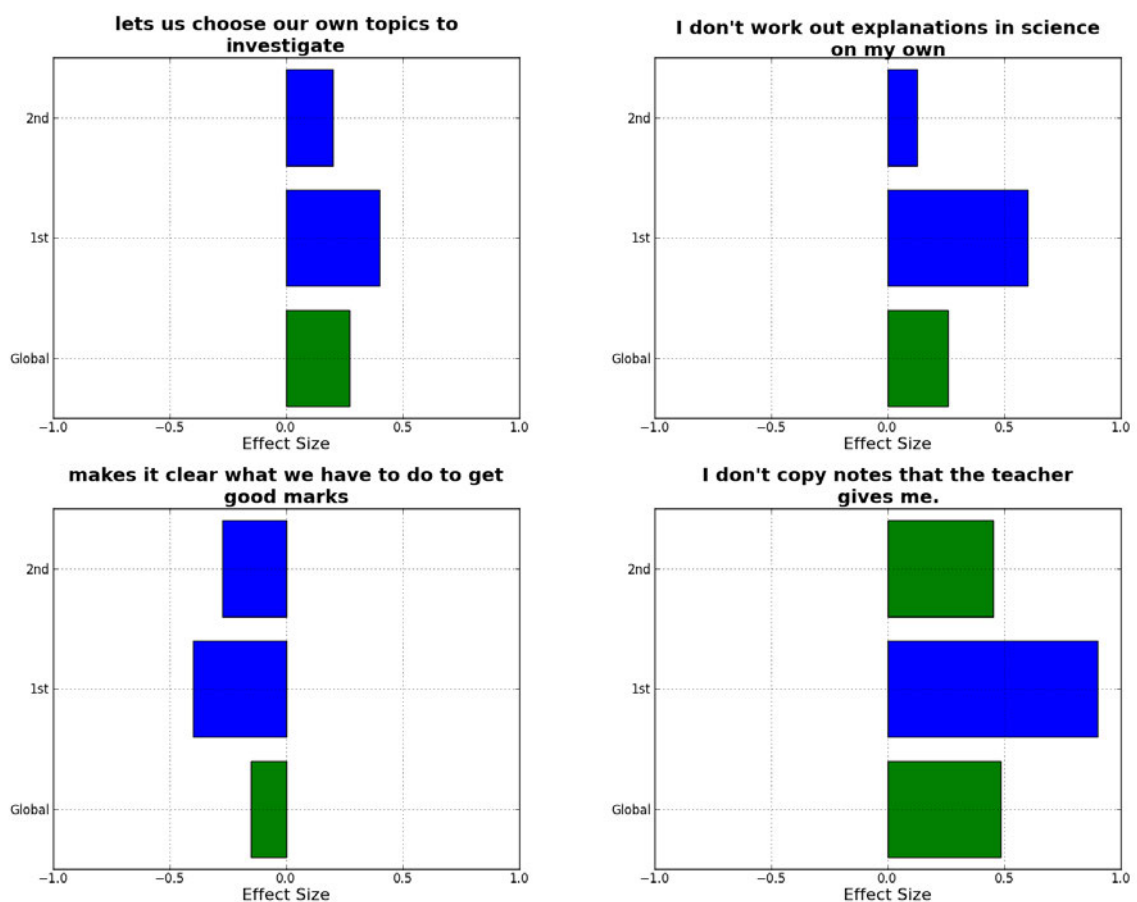 lets us choose our own topics to
investigate
2nd
1st
Global
−1.0 −0.5 0.0 0.5 1.0
Effect Size
I don't work out explanations in science
on my own
2nd
1st
Global
−1.0 −0.5 0.0 0.5 1.0
Effect Size
makes it clear what we have to do to get
good marks
2nd
1st
Global
−1.0 −0.5 0.0 0.5 1.0
Effect Size
I don't copy notes that the teacher
gives me.
2nd
1st
Global
−1.0 −0.5 0.0 0.5 1.0
Effect Size